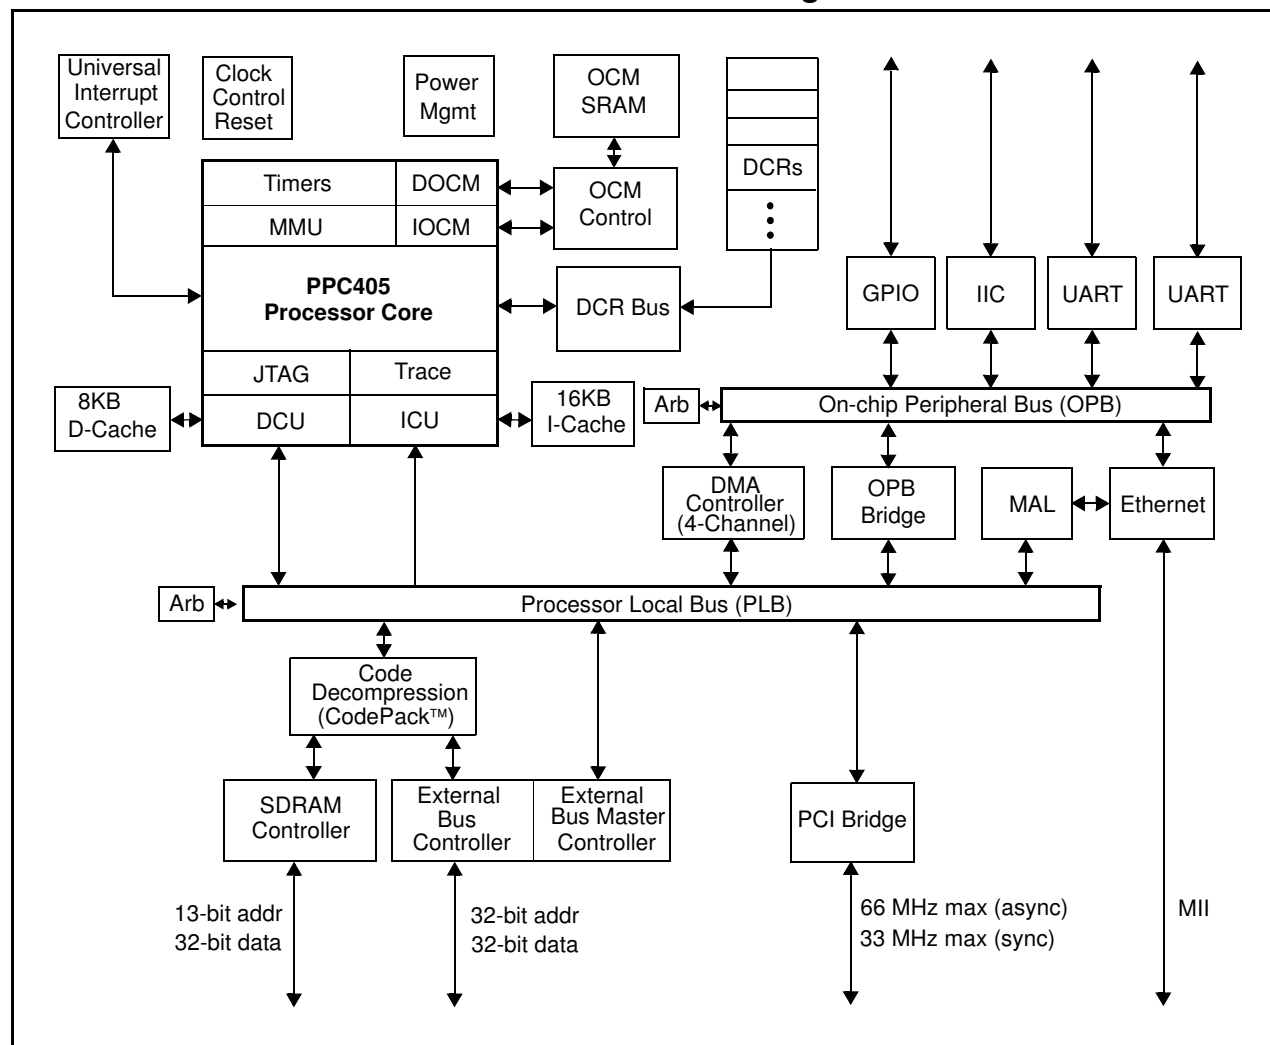 Universal
Interrupt
Controller
Clock
Control
Reset
Power
Mgmt
OCM
SRAM
DCRs
Timers
DOCM
MMU
IOCM
OCM
Control
PPC405
Processor Core
DCR Bus
GPIO
IIC
UART
UART
JTAG
Trace
8KB
D-Cache
DCU
ICU
16KB
I-Cache
Arb
On-chip Peripheral Bus (OPB)
DMA
Controller
(4-Channel)
OPB
Bridge
MAL
Ethernet
Arb
Processor Local Bus (PLB)
Code
Decompression
(CodePack™)
SDRAM
Controller
External
Bus
Controller
External
Bus Master
Controller
PCI Bridge
13-bit addr
32-bit data
32-bit addr
32-bit data
66 MHz max (async)
33 MHz max (sync)
MII